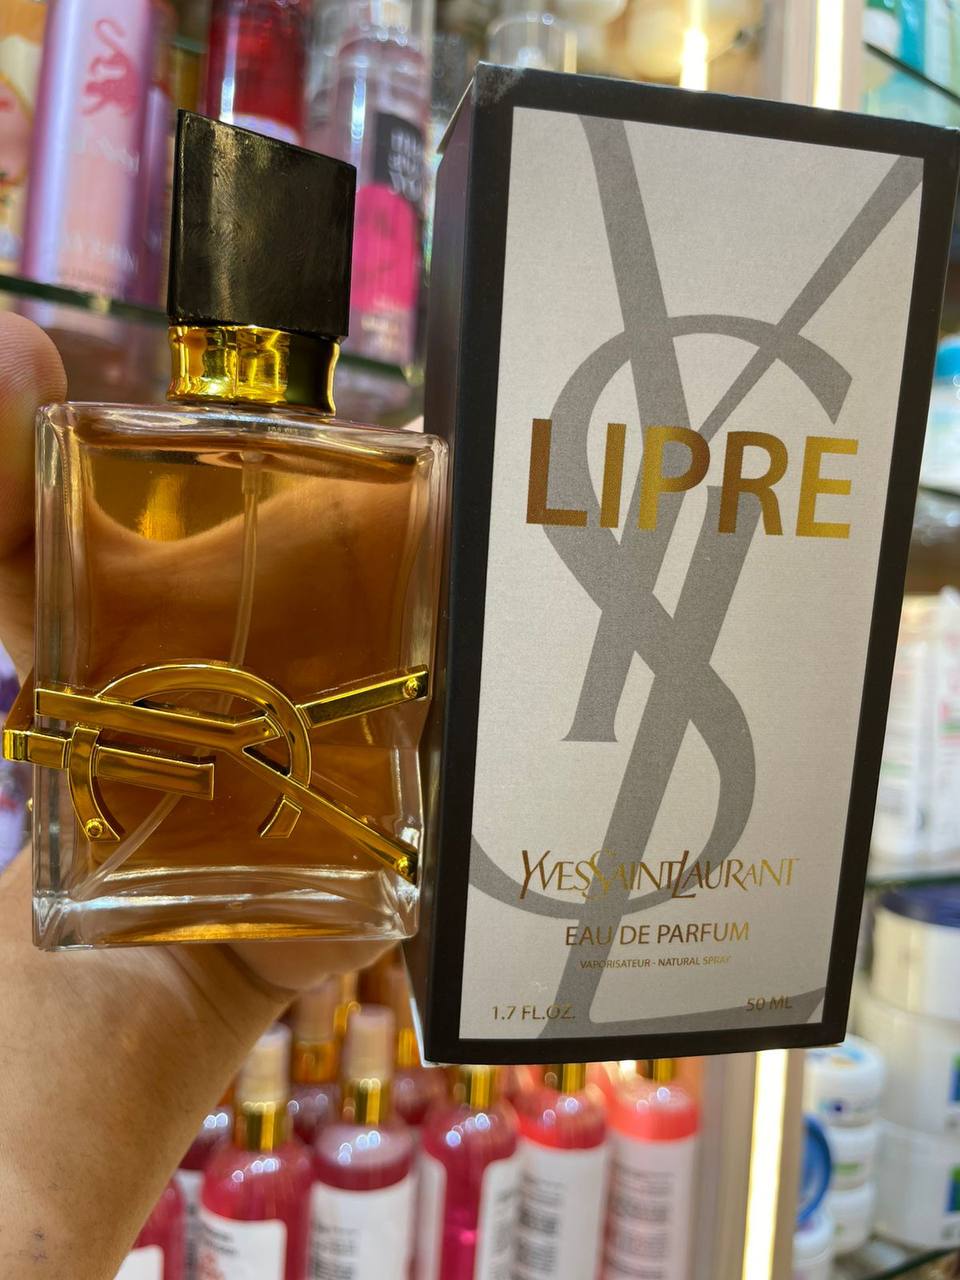 LIPRE
YVESSAINTLAURANT
EAU DE PARFUM
VAPORISATEUR - NATURAL SPRAY
1.7 FL.OZ.
50 ML